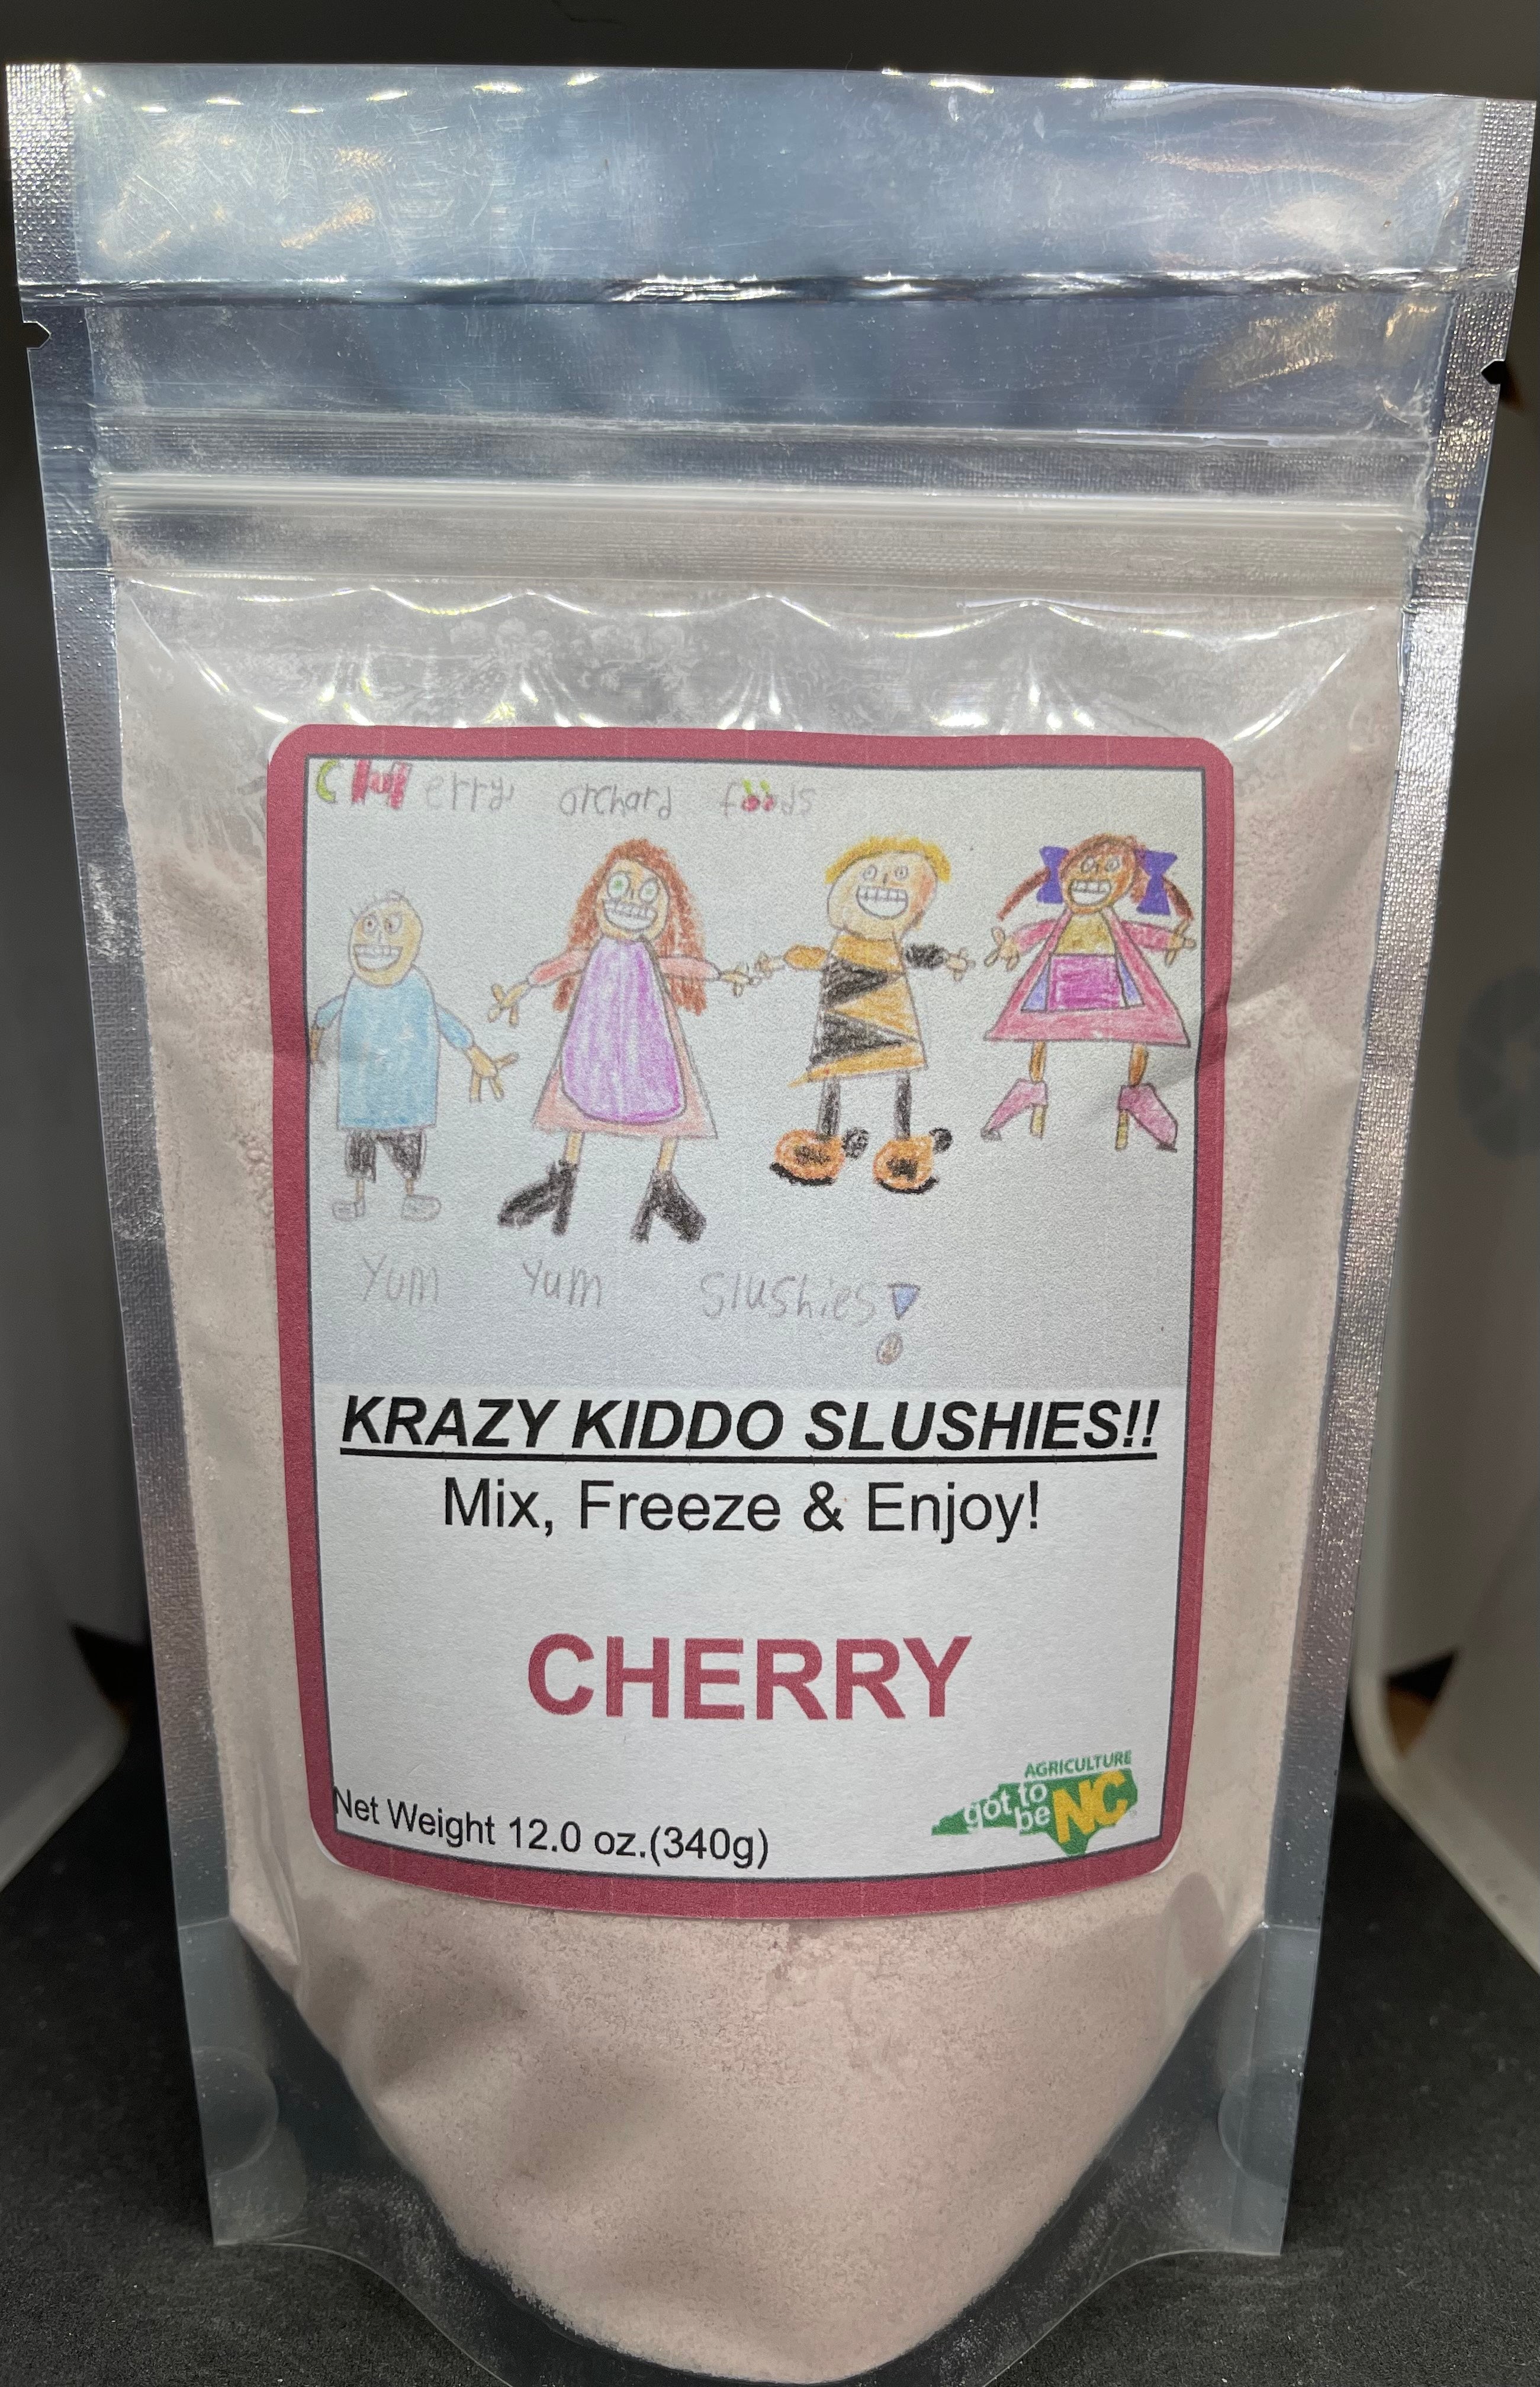 CHerry orchard foods
Yum Yum Slushies!
KRAZY KIDDO SLUSHIES!!
Mix, Freeze & Enjoy!
CHERRY
Net Weight 12.0 oz.(340g)
AGRICULTURE
got to
be NC